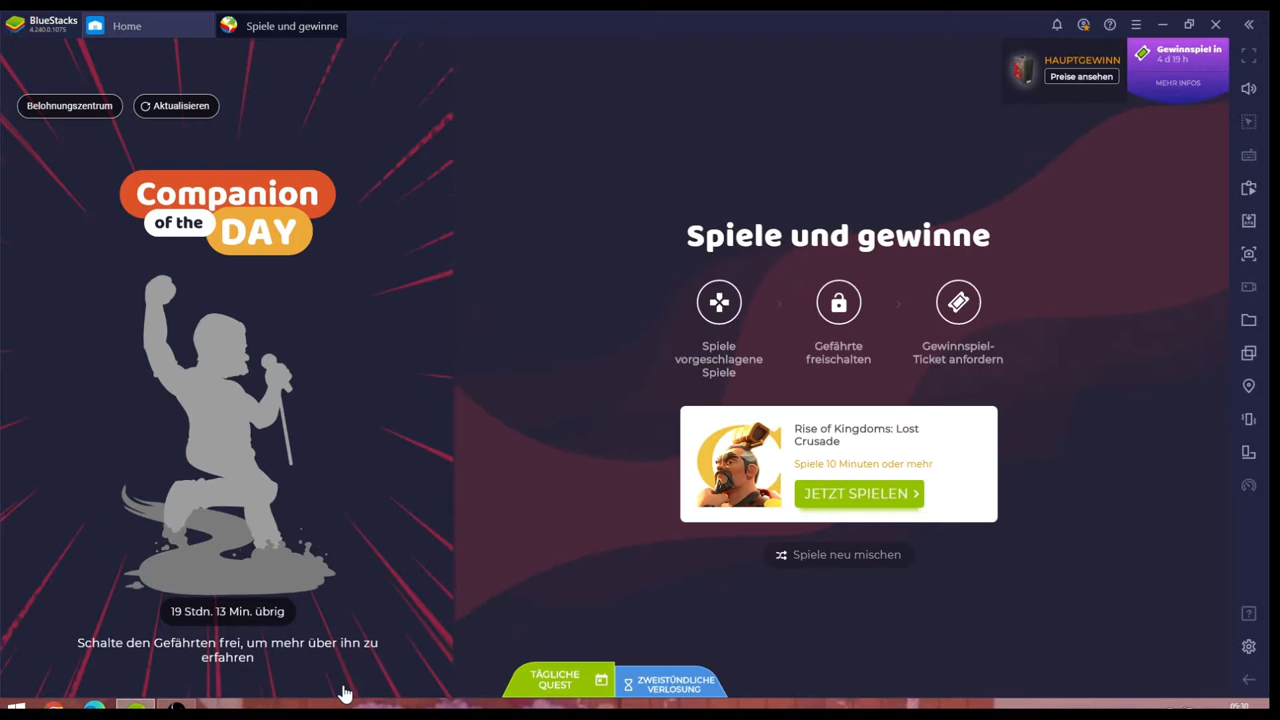 BlueStacks
4.240.0.1075
Home
Spiele und gewinne
HAUPTGEWINN
Preise ansehen
Gewinnspiel in
4 d 19 h
MEHR INFOS
Belohnungszentrum
Aktualisieren
Companion
of the
DAY
19 Stdn. 13 Min. übrig
Schalte den Gefährten frei, um mehr über ihn zu
erfahren
Spiele und gewinne
Spiele
vorgeschlagene
Spiele
Gefährte
freischalten
Gewinnspiel-
Ticket anfordern
Rise of Kingdoms: Lost
Crusade
Spiele 10 Minuten oder mehr
JETZT SPIELEN
Spiele neu mischen
TÄGLICHE
QUEST
ZWEISTÜNDLICHE
VERLOSUNG
05:30